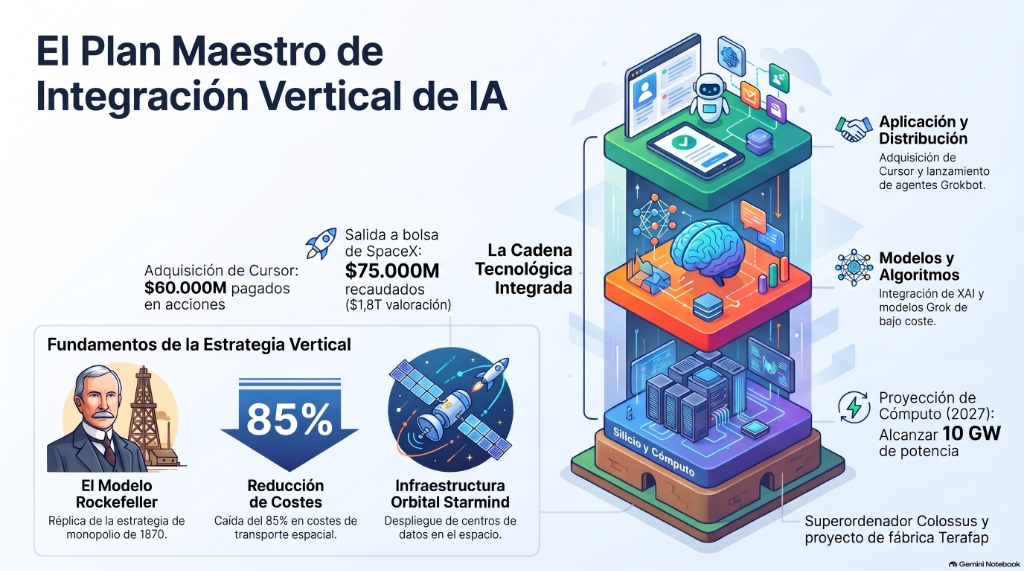 El Plan Maestro de
Integración Vertical de IA
Adquisición de Cursor:
$60.000M pagados
en acciones
Salida a bolsa
de SpaceX:
$75.000M
recaudados
($1,8T valoración)
La Cadena
Tecnológica
Integrada
Aplicación y
Distribución
Adquisición de
Cursor y lanzamiento
de agentes Grokbot.
Modelos y
Algoritmos
Integración de XAI y
modelos Grok de
bajo coste.
Proyección de
Cómputo (2027):
Alcanzar 10 GW
de potencia
Silicio y Cómputo
Superordenador Colossus y
proyecto de fábrica Terafap
Fundamentos de la Estrategia Vertical
El Modelo
Rockefeller
Réplica de la estrategia de
monopolio de 1870.
85%
Reducción
de Costes
Caída del 85% en costes de
transporte espacial.
Infraestructura
Orbital Starmind
Despliegue de centros de
datos en el espacio.
Gemini Notebook